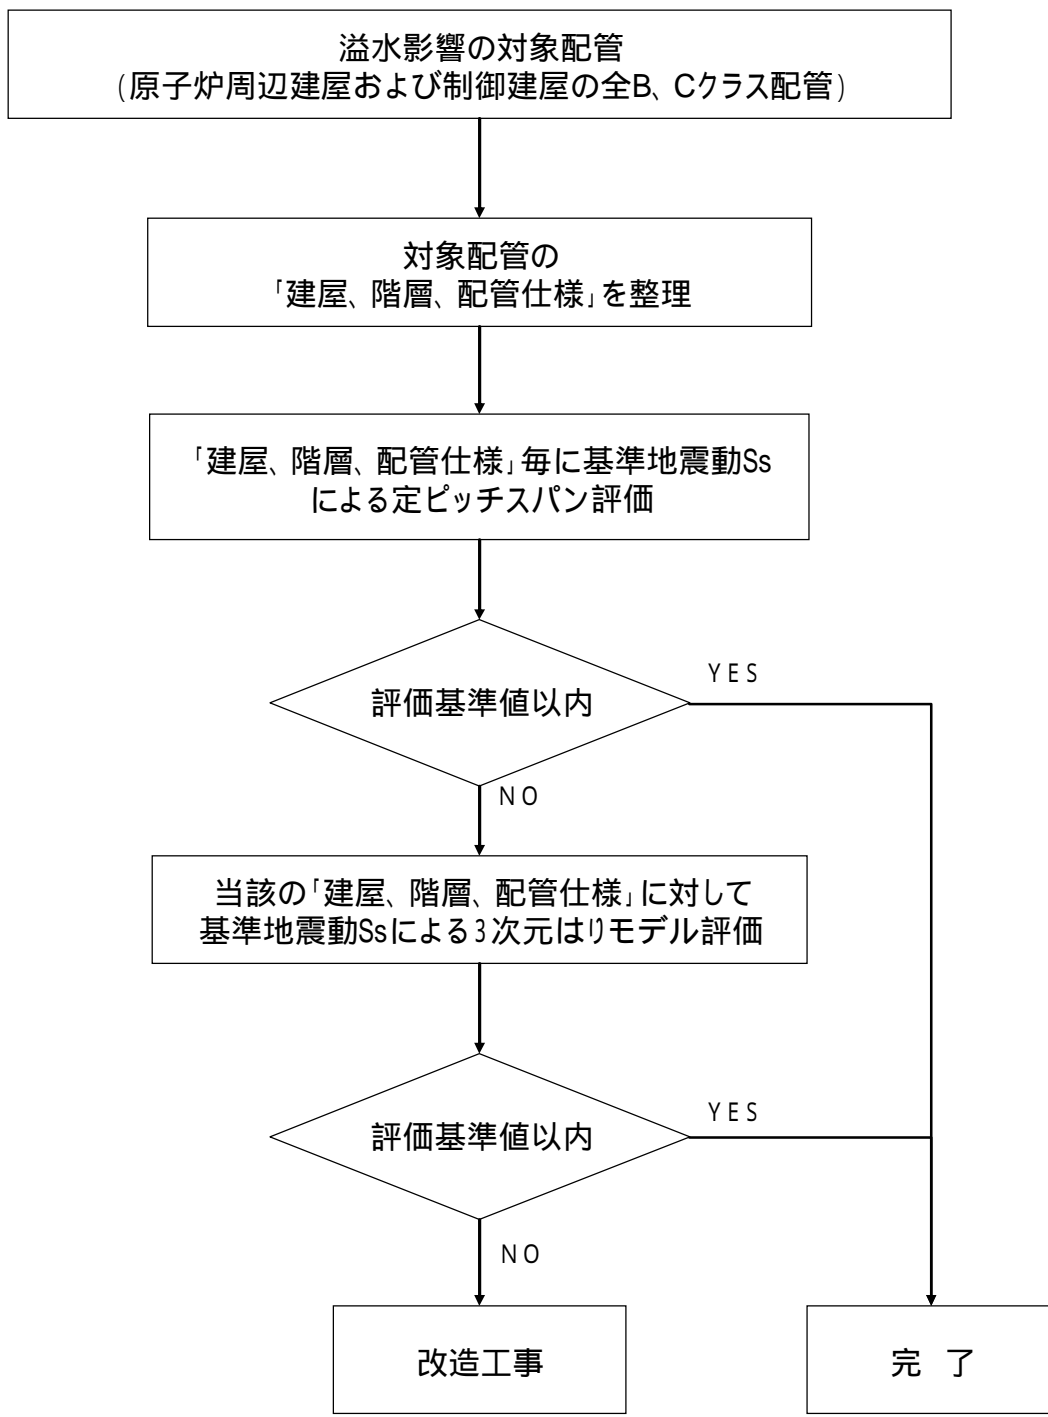 溢水影響の対象配管
(原子炉周辺建屋および制御建屋の全B、Cクラス配管)
対象配管の
「建屋、階層、配管仕様」を整理
「建屋、階層、配管仕様」毎に基準地震動Ss
による定ピッチスパン評価
評価基準値以内
YES
NO
当該の「建屋、階層、配管仕様」に対して
基準地震動Ssによる3次元はりモデル評価
評価基準値以内
YES
NO
改造工事
完 了